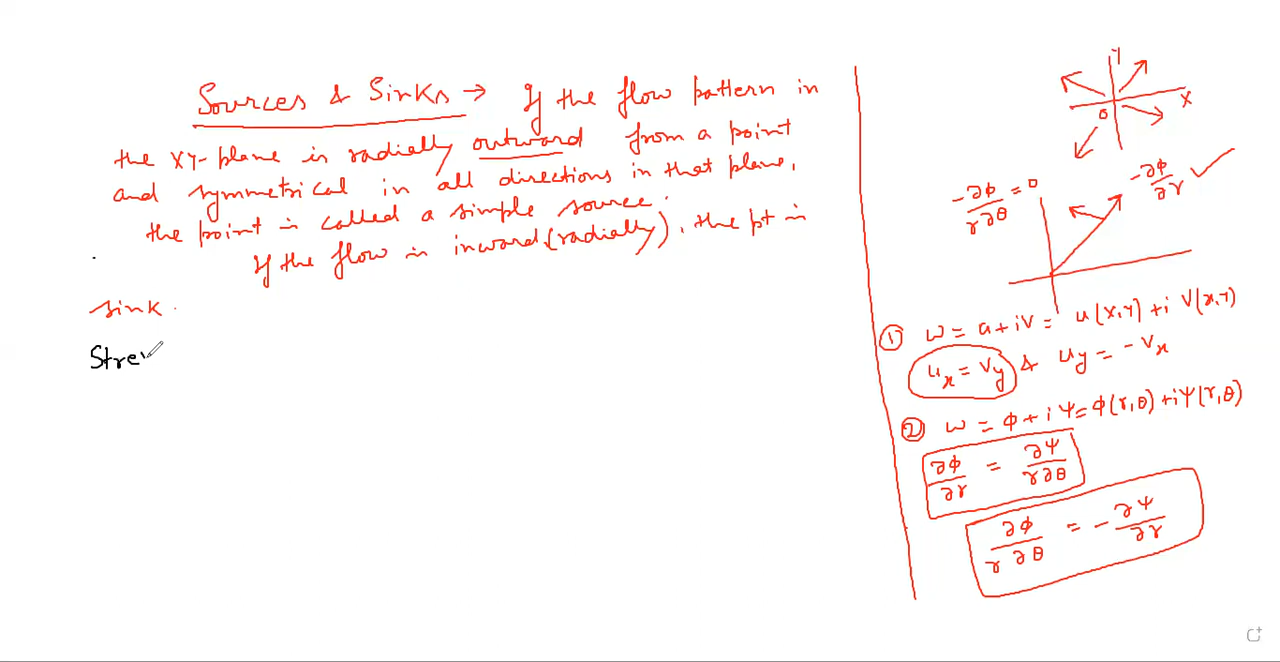 Sources & Sinks → If the flow pattern in
the XY-plane is radially outward from a point
and symmetrical in all directions in that plane,
the point is called a simple source.
If the flow is inward (radially), the pt is
sink.
Stre
Y
X
0
-∂φ/r∂θ = 0
-∂φ/∂r ✓
① w = u + iv = u(x,y) + i v(x,y)
u_x = v_y & u_y = -v_x
② w = φ + iψ = φ(r,θ) + iψ(r,θ)
∂φ/∂r = ∂ψ/r∂θ
∂φ/r∂θ = -∂ψ/∂r